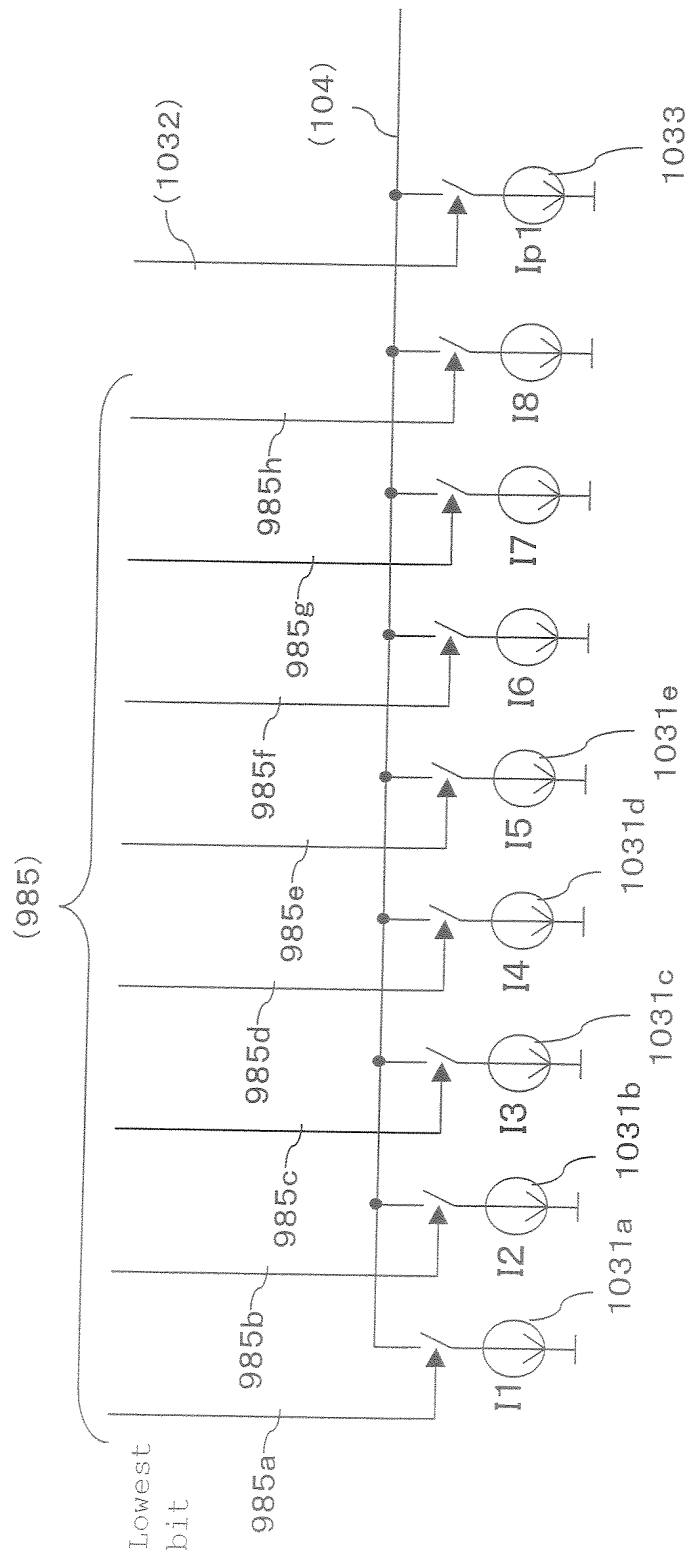 (985)
Lowest
bit
985a
985b
985c
985d
985e
985f
985g
985h
(1032)
(104)
I1
I2
I3
I4
I5
I6
I7
I8
Ip1
1031a
1031b
1031c
1031d
1031e
1033